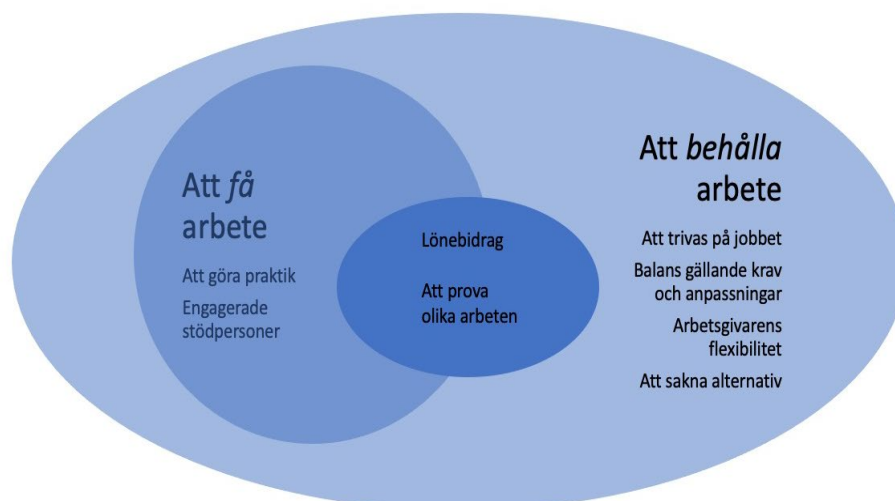 Att få
arbete
Att göra praktik
Engagerade
stödpersoner
Lönebidrag
Att prova
olika arbeten
Att behålla
arbete
Att trivas på jobbet
Balans gällande krav
och anpassningar
Arbetsgivarens
flexibilitet
Att sakna alternativ